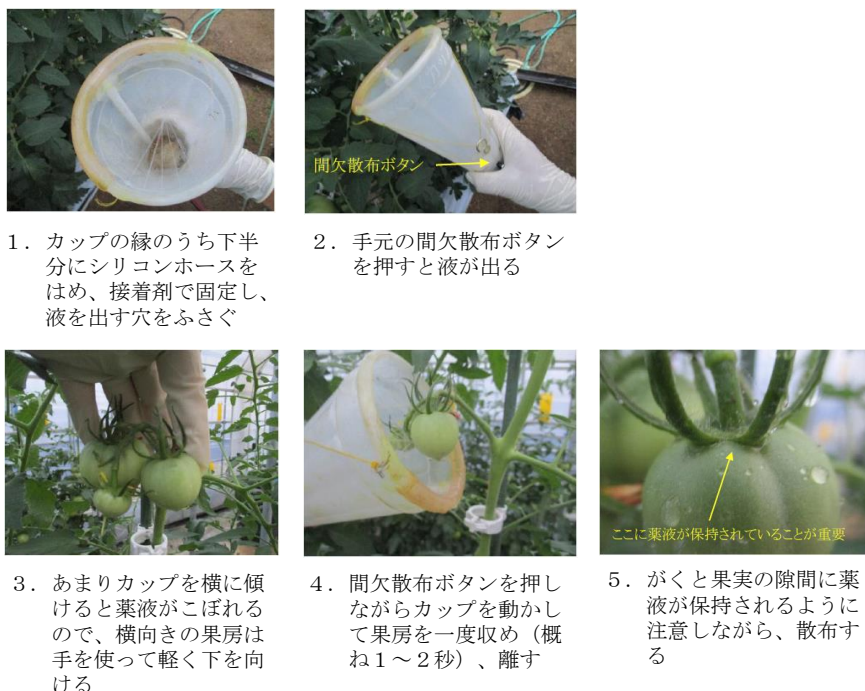 間欠散布ボタン
１．カップの縁のうち下半
分にシリコンホースを
はめ、接着剤で固定し、
液を出す穴をふさぐ
２．手元の間欠散布ボタン
を押すと液が出る
ここに薬液が保持されていることが重要
３．あまりカップを横に傾
けると薬液がこぼれる
ので、横向きの果房は
手を使って軽く下を向
ける
４．間欠散布ボタンを押し
ながらカップを動かし
て果房を一度収め（概
ね１～２秒）、離す
５．がくと果実の隙間に薬
液が保持されるように
注意しながら、散布す
る